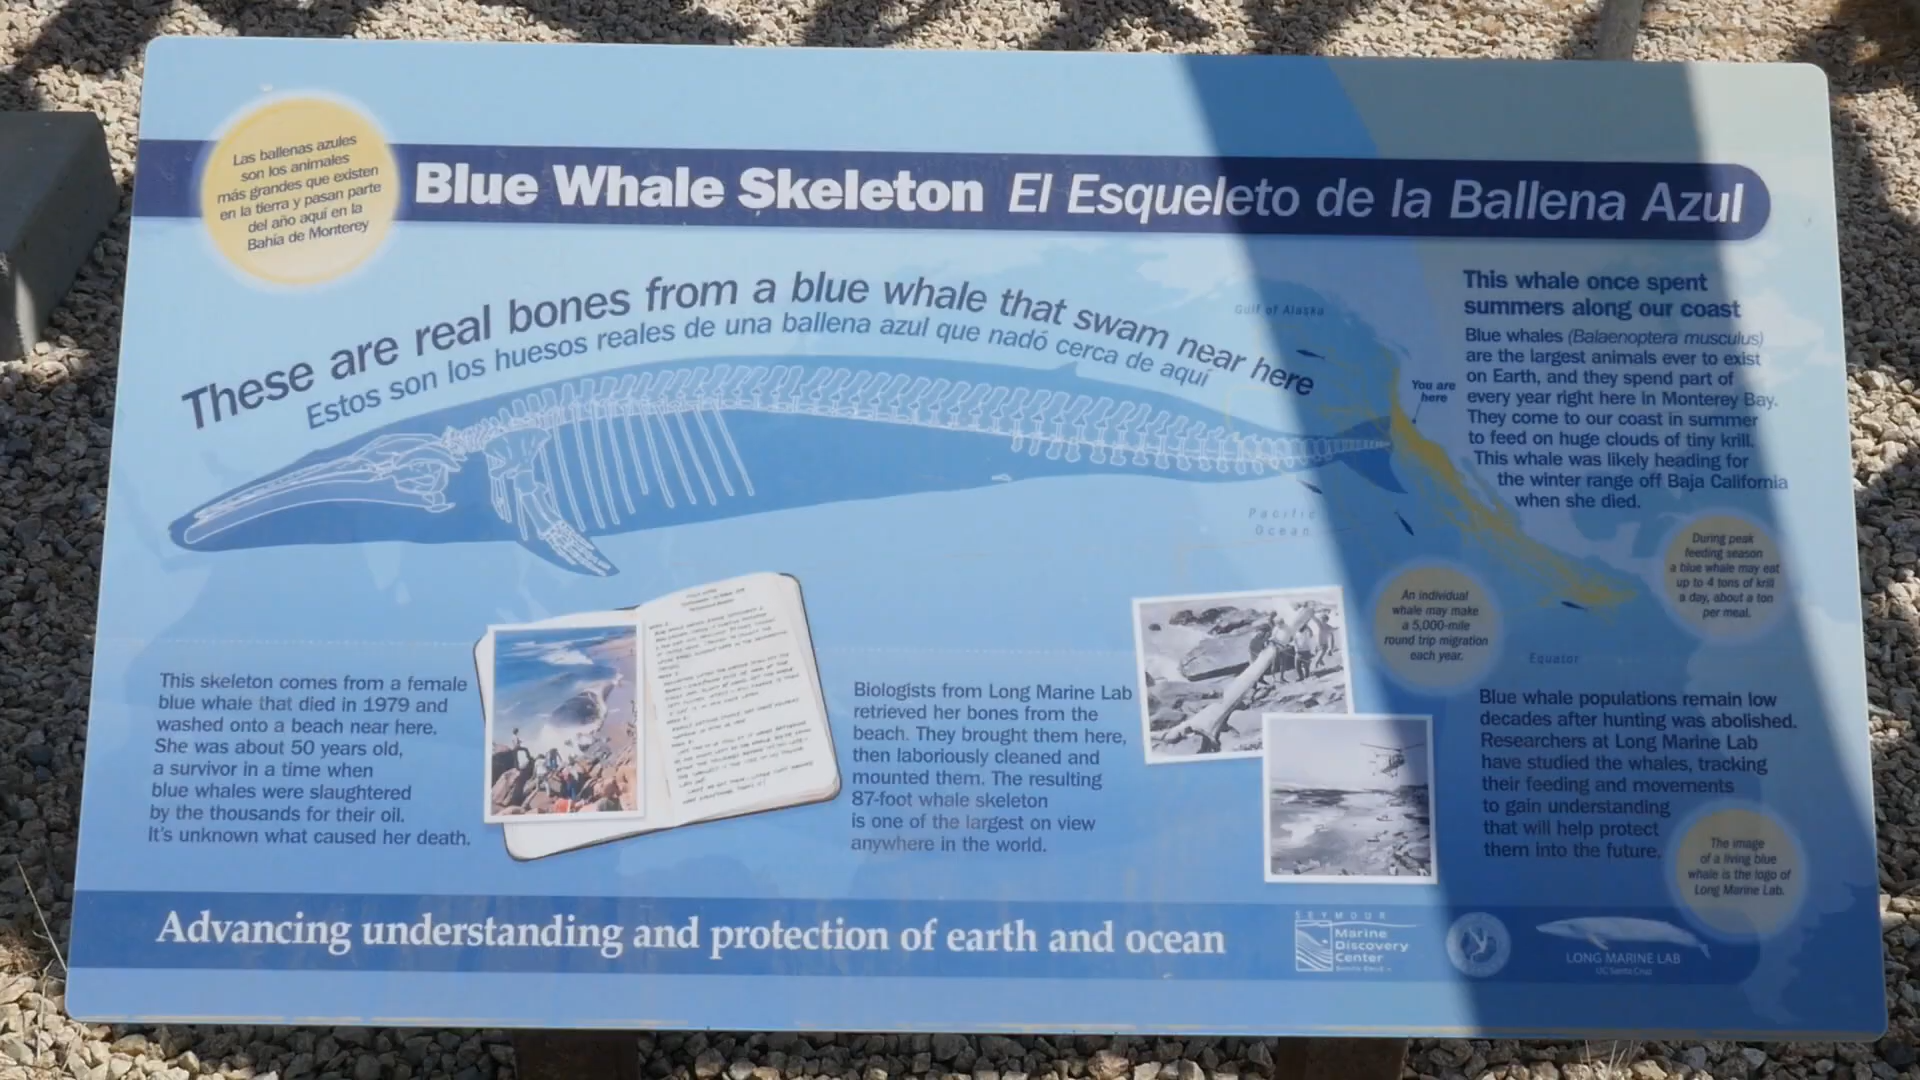 Las ballenas azules
son los animales
más grandes que existen
en la tierra y pasan parte
del año aquí en la
Bahía de Monterey
Blue Whale Skeleton El Esqueleto de la Ballena Azul
These are real bones from a blue whale that swam near here
Estos son los huesos reales de una ballena azul que nadó cerca de aquí
Gulf of Alaska
You are
here
Pacific
Ocean
Equator
This whale once spent
summers along our coast
Blue whales (Balaenoptera musculus)
are the largest animals ever to exist
on Earth, and they spend part of
every year right here in Monterey Bay.
They come to our coast in summer
to feed on huge clouds of tiny krill.
This whale was likely heading for
the winter range off Baja California
when she died.
During peak
feeding season
a blue whale may eat
up to 4 tons of krill
a day, about a ton
per meal.
An individual
whale may make
a 5,000-mile
round trip migration
each year.
This skeleton comes from a female
blue whale that died in 1979 and
washed onto a beach near here.
She was about 50 years old,
a survivor in a time when
blue whales were slaughtered
by the thousands for their oil.
It's unknown what caused her death.
Biologists from Long Marine Lab
retrieved her bones from the
beach. They brought them here,
then laboriously cleaned and
mounted them. The resulting
87-foot whale skeleton
is one of the largest on view
anywhere in the world.
Blue whale populations remain low
decades after hunting was abolished.
Researchers at Long Marine Lab
have studied the whales, tracking
their feeding and movements
to gain understanding
that will help protect
them into the future.
The image
of a living blue
whale is the logo of
Long Marine Lab.
Advancing understanding and protection of earth and ocean
SEYMOUR
Marine
Discovery
Center
LONG MARINE LAB
UC Santa Cruz